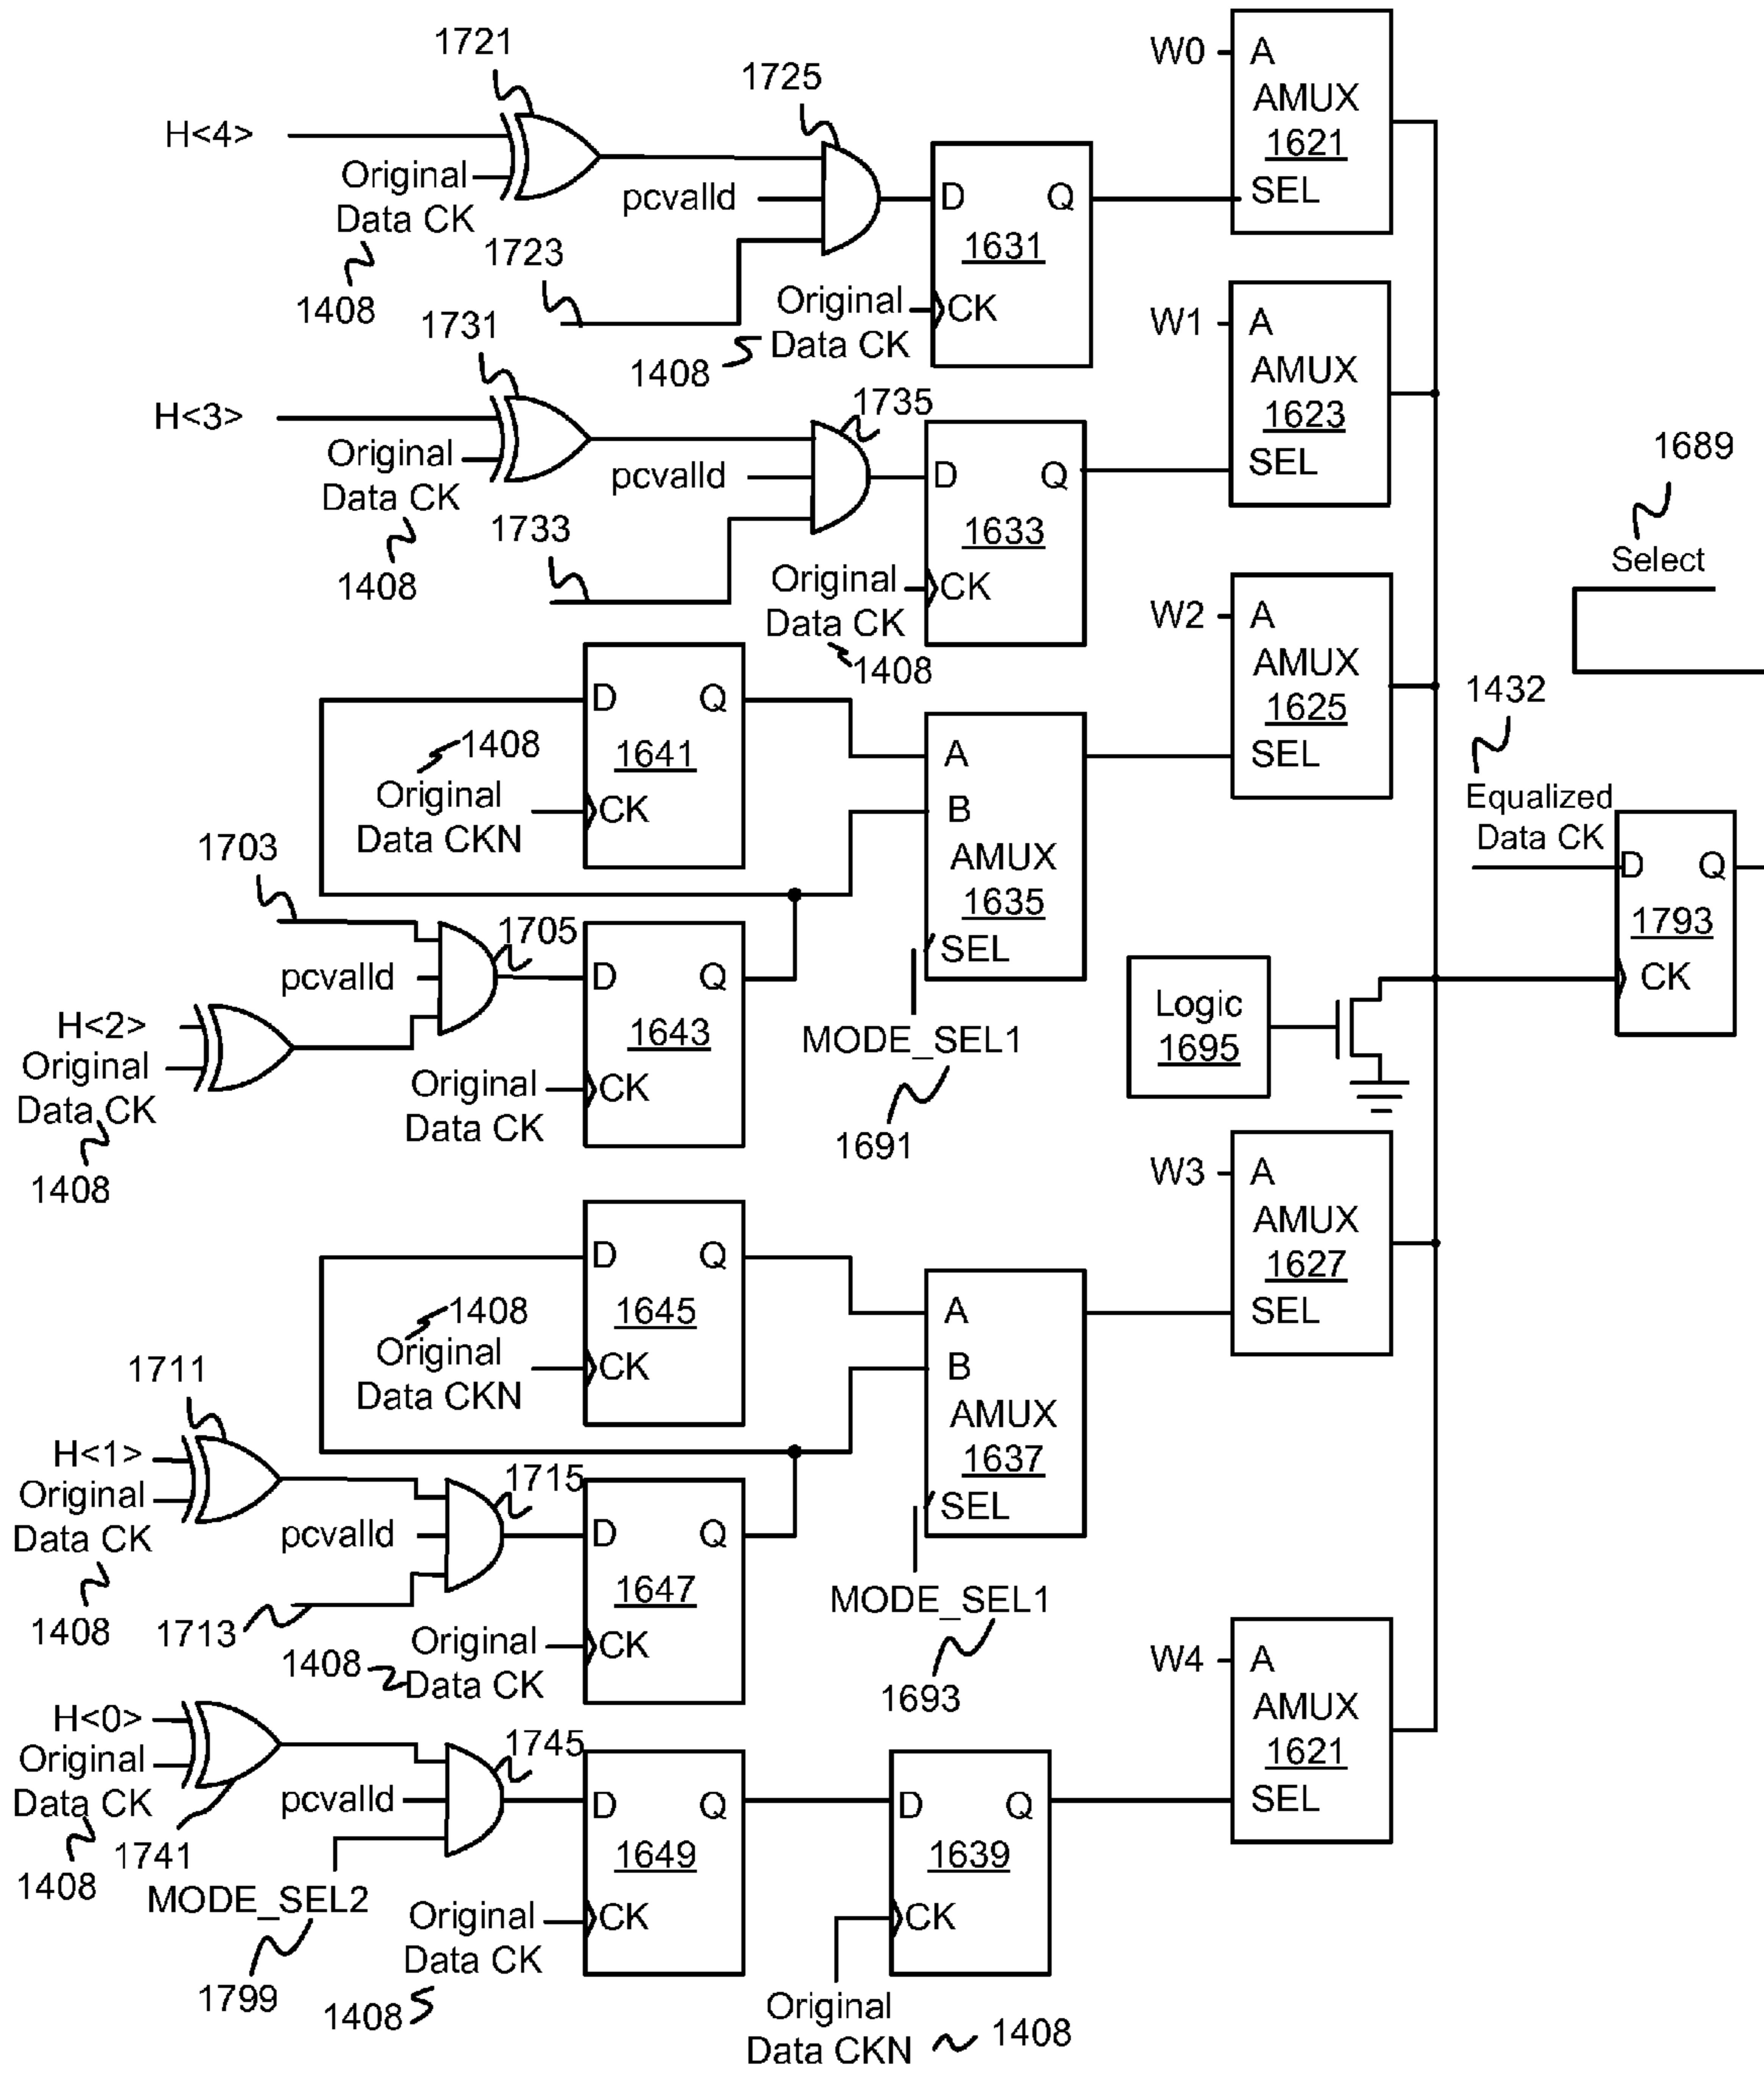 1721
H<4>
Original
Data CK
1408
1725
pcvalld
1723
D Q
1631
CK
Original
Data CK
1408
W0 A
AMUX
1621
SEL
1731
H<3>
Original
Data CK
1408
1735
pcvalld
1733
D Q
1633
CK
Original
Data CK
1408
W1 A
AMUX
1623
SEL
1689
Select
D Q
1641
CK
1408
Original
Data CKN
A
B
AMUX
1635
SEL
MODE_SEL1
1691
W2 A
AMUX
1625
SEL
1432
Equalized
Data CK
D Q
1793
CK
1703
1705
pcvalld
H<2>
Original
Data CK
1408
D Q
1643
CK
Original
Data CK
Logic
1695
D Q
1645
CK
1408
Original
Data CKN
A
B
AMUX
1637
SEL
MODE_SEL1
1693
W3 A
AMUX
1627
SEL
1711
H<1>
Original
Data CK
1408
1715
pcvalld
1713
D Q
1647
CK
Original
1408 Data CK
H<0>
Original
Data CK
1408
1741
1745
pcvalld
MODE_SEL2
1799
D Q
1649
CK
Original
Data CK
1408
D Q
1639
CK
Original
Data CKN
1408
W4 A
AMUX
1621
SEL